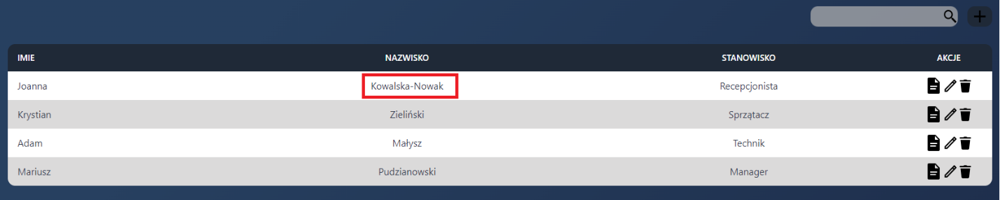 IMIE NAZWISKO STANOWISKO AKCJE
Joanna Kowalska-Nowak Recepcjonista
Krystian Zieliński Sprzątacz
Adam Małysz Technik
Mariusz Pudzianowski Manager